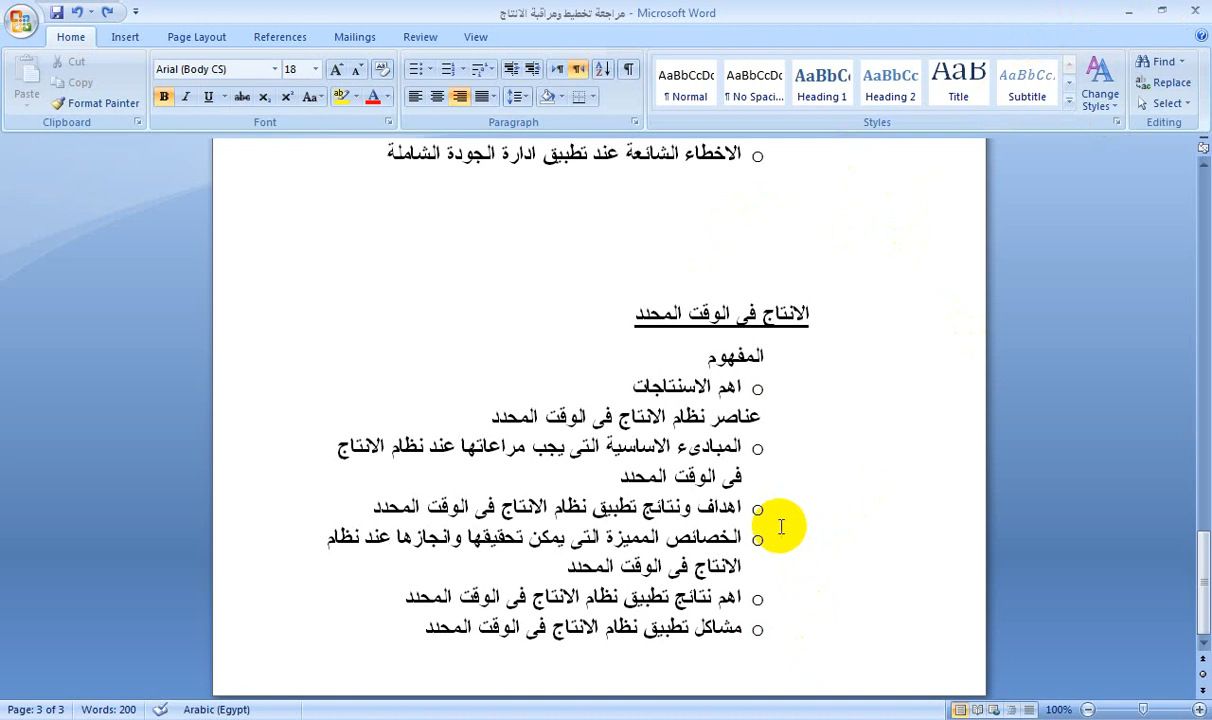 مراجعة تخطيط ومراقبة الانتاج - Microsoft Word
Home Insert Page Layout References Mailings Review View
Paste
Cut
Copy
Format Painter
Clipboard
Arial (Body CS) 18
Font
Paragraph
AaBbCcDc AaBbCcDc AaBbC AaBbCc AaB AaBbCc
¶ Normal ¶ No Spaci... Heading 1 Heading 2 Title Subtitle
Change Styles
Styles
Find
Replace
Select
Editing
الاخطاء الشائعة عند تطبيق ادارة الجودة الشاملة
الانتاج فى الوقت المحدد
المفهوم
اهم الاسنتاجات
عناصر نظام الانتاج فى الوقت المحدد
المبادىء الاساسية التى يجب مراعاتها عند نظام الانتاج
فى الوقت المحدد
اهداف ونتائج تطبيق نظام الانتاج فى الوقت المحدد
الخصائص المميزة التى يمكن تحقيقها وانجازها عند نظام
الانتاج فى الوقت المحدد
اهم نتائج تطبيق نظام الانتاج فى الوقت المحدد
مشاكل تطبيق نظام الانتاج فى الوقت المحدد
Page: 3 of 3 Words: 200 Arabic (Egypt) 100%